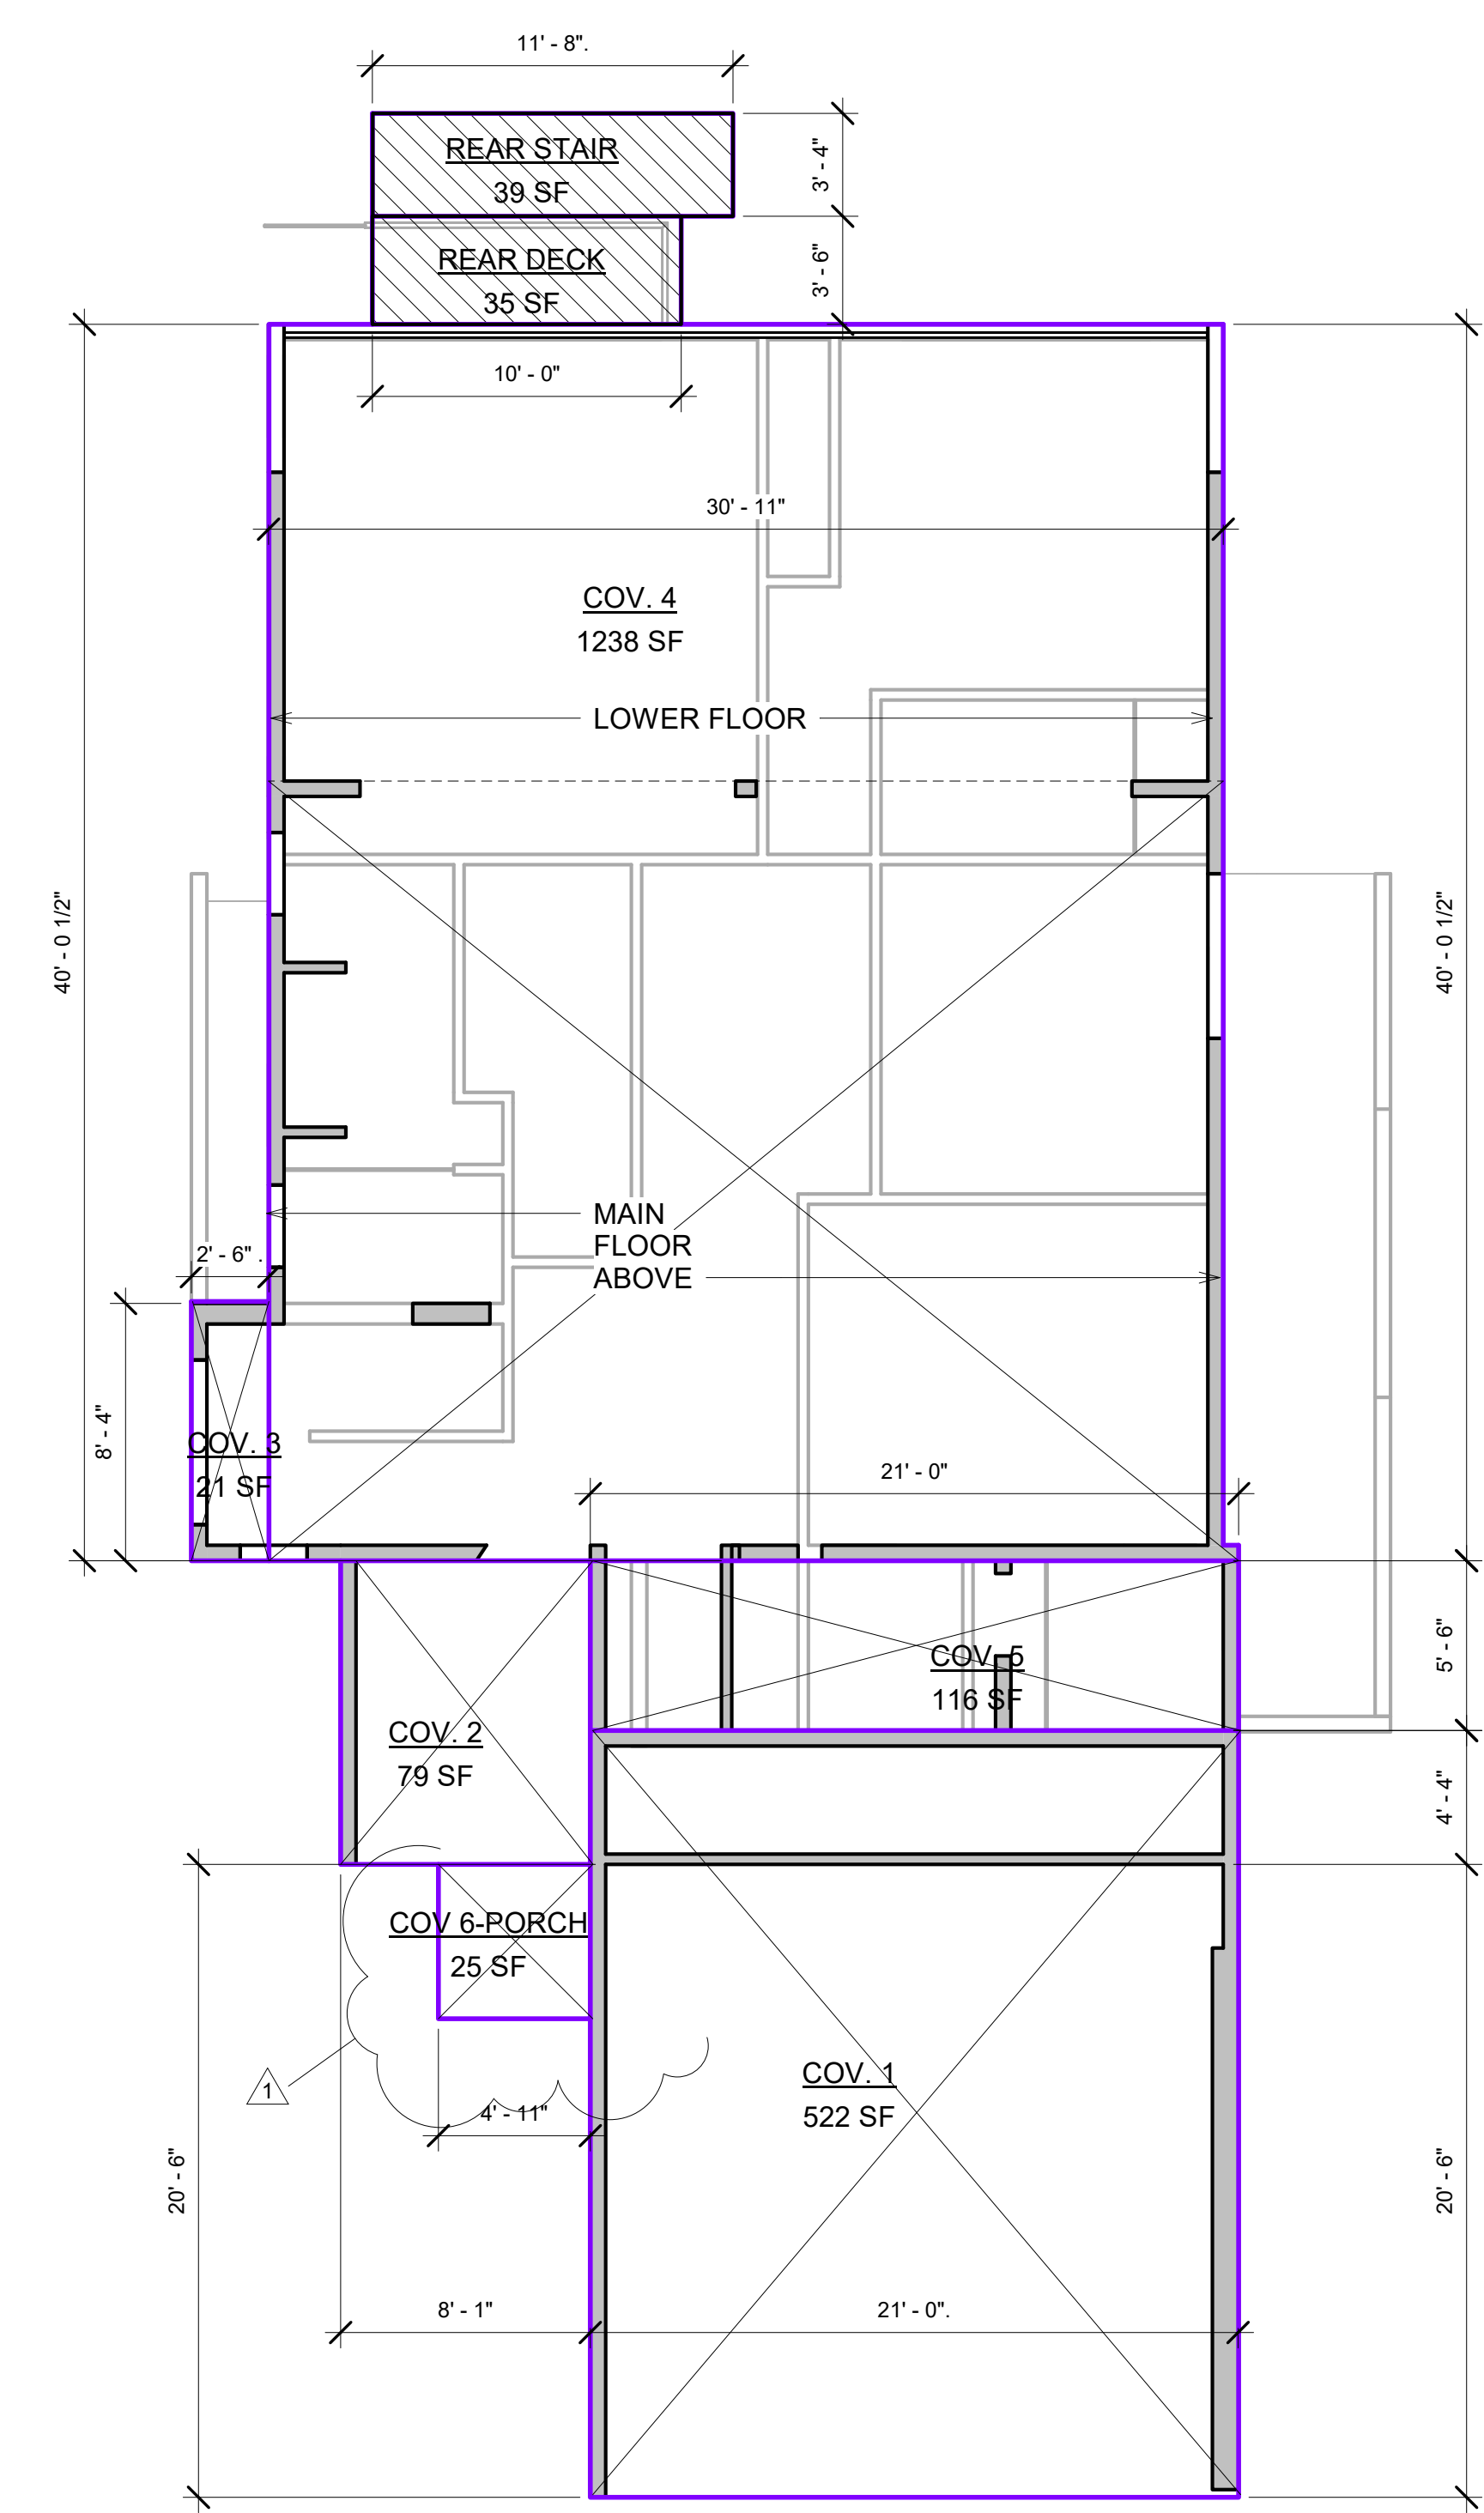 11' - 8".
REAR STAIR
39 SF
3' - 4"
REAR DECK
35 SF
3' - 6"
10' - 0"
30' - 11"
COV. 4
1238 SF
LOWER FLOOR
40' - 0 1/2"
40' - 0 1/2"
MAIN
FLOOR
ABOVE
2' - 6" .
8' - 4"
COV. 3
21 SF
21' - 0"
COV. 5
116 SF
5' - 6"
COV. 2
79 SF
4' - 4"
COV 6-PORCH
25 SF
1
COV. 1
522 SF
4' - 11"
20' - 6"
20' - 6"
8' - 1"
21' - 0".